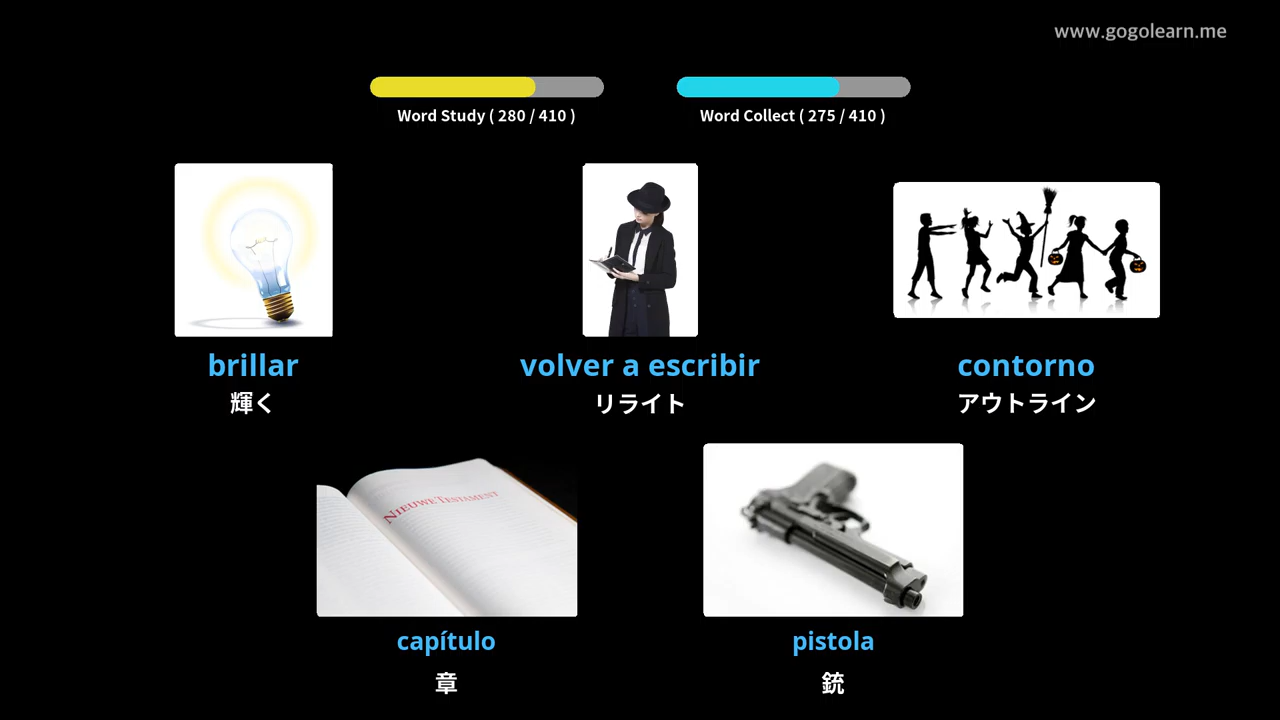 www.gogolearn.me
Word Study ( 280 / 410 )
Word Collect ( 275 / 410 )
brillar
輝く
volver a escribir
リライト
contorno
アウトライン
NIEUWE TESTAMENT
capítulo
章
pistola
銃